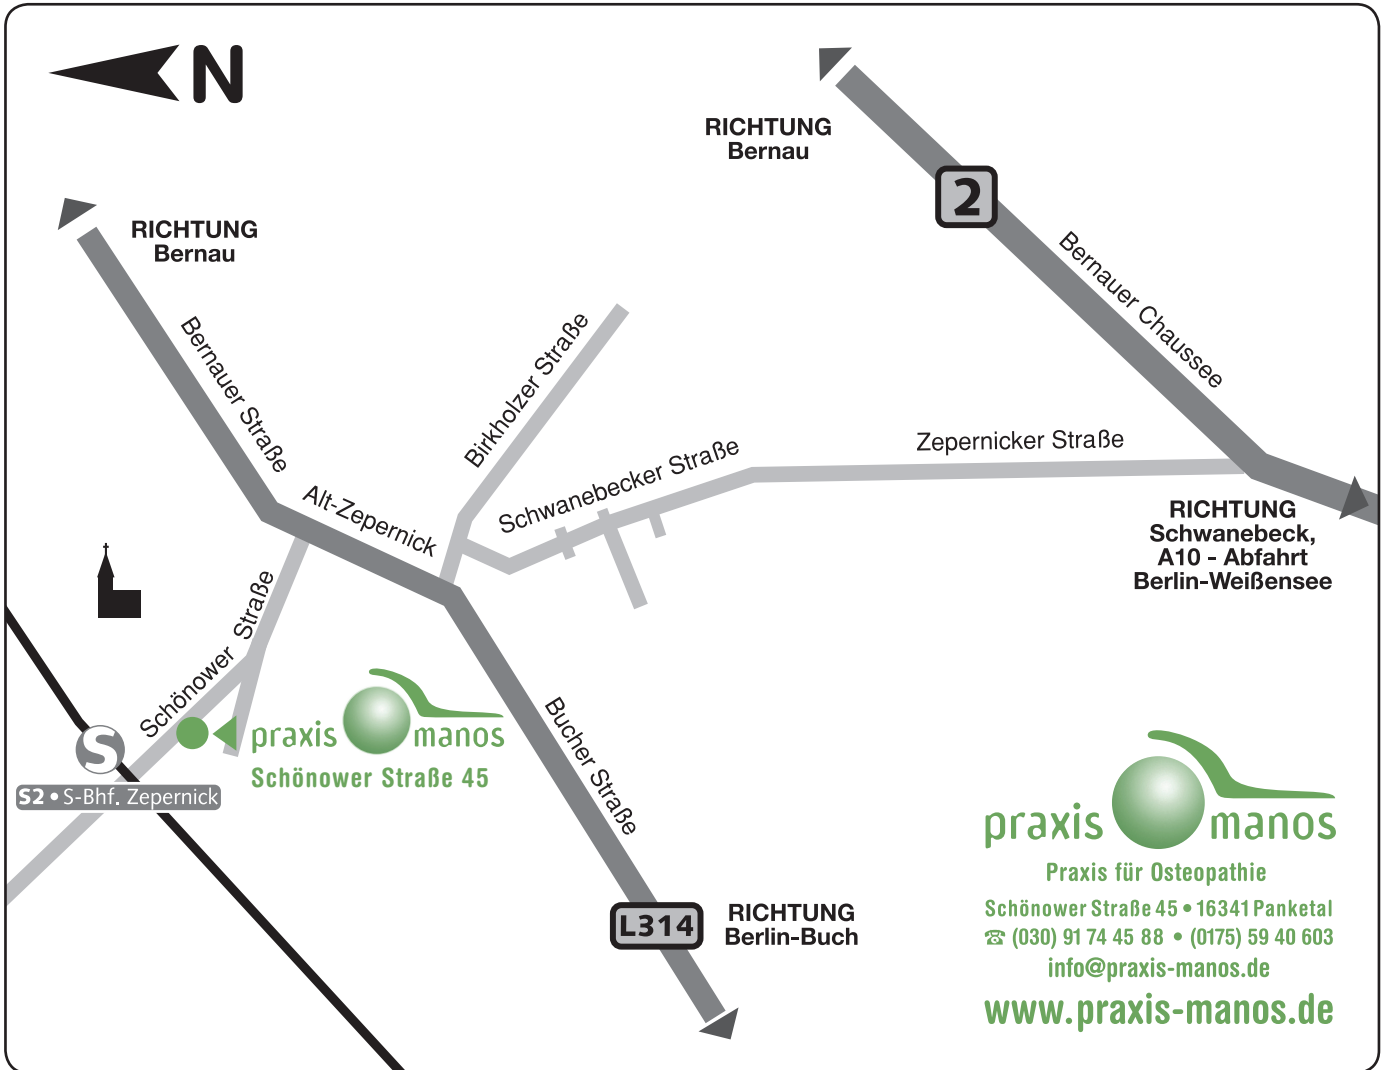 N
RICHTUNG
Bernau
2
Bernauer Chaussee
RICHTUNG
Bernau
Bernauer Straße
Birkholzer Straße
Alt-Zepernick
Schwanebecker Straße
Zepernicker Straße
RICHTUNG
Schwanebeck,
A10 - Abfahrt
Berlin-Weißensee
Schönower Straße
S
S2 • S-Bhf. Zepernick
praxis manos
Schönower Straße 45
Bucher Straße
L314
RICHTUNG
Berlin-Buch
praxis manos
Praxis für Osteopathie
Schönower Straße 45 • 16341 Panketal
☎ (030) 91 74 45 88 • (0175) 59 40 603
info@praxis-manos.de
www.praxis-manos.de